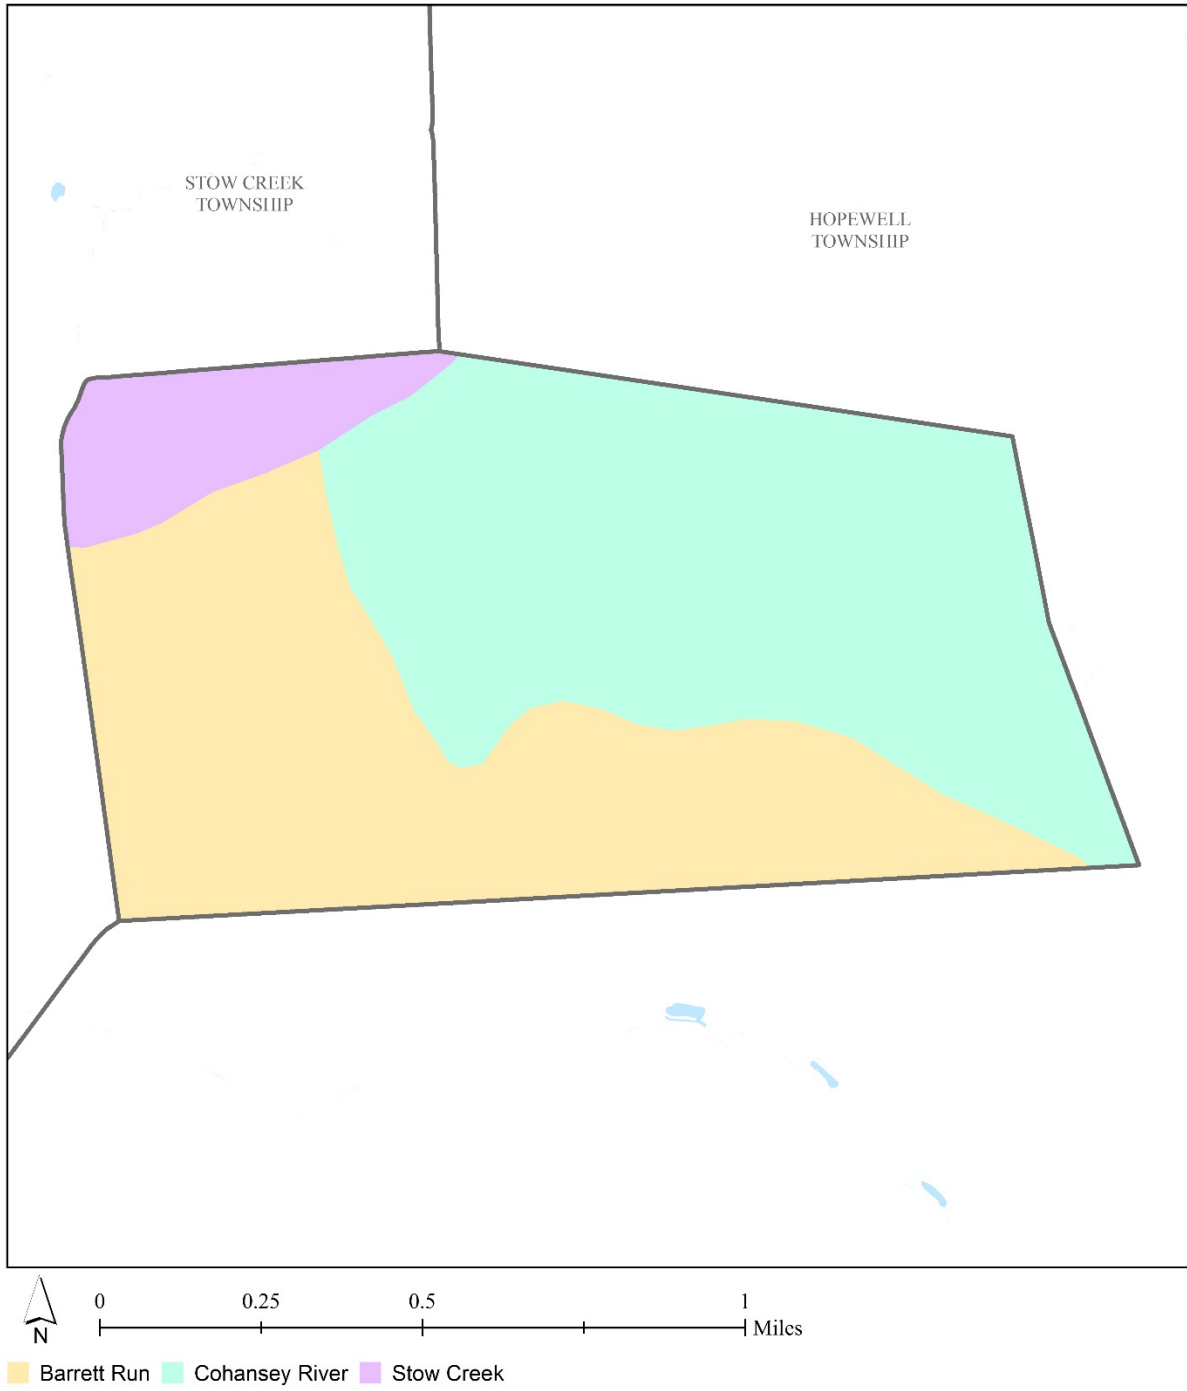 STOW CREEK
TOWNSHIP
HOPEWELL
TOWNSHIP
0 0.25 0.5 1
Miles
N
Barrett Run Cohansey River Stow Creek